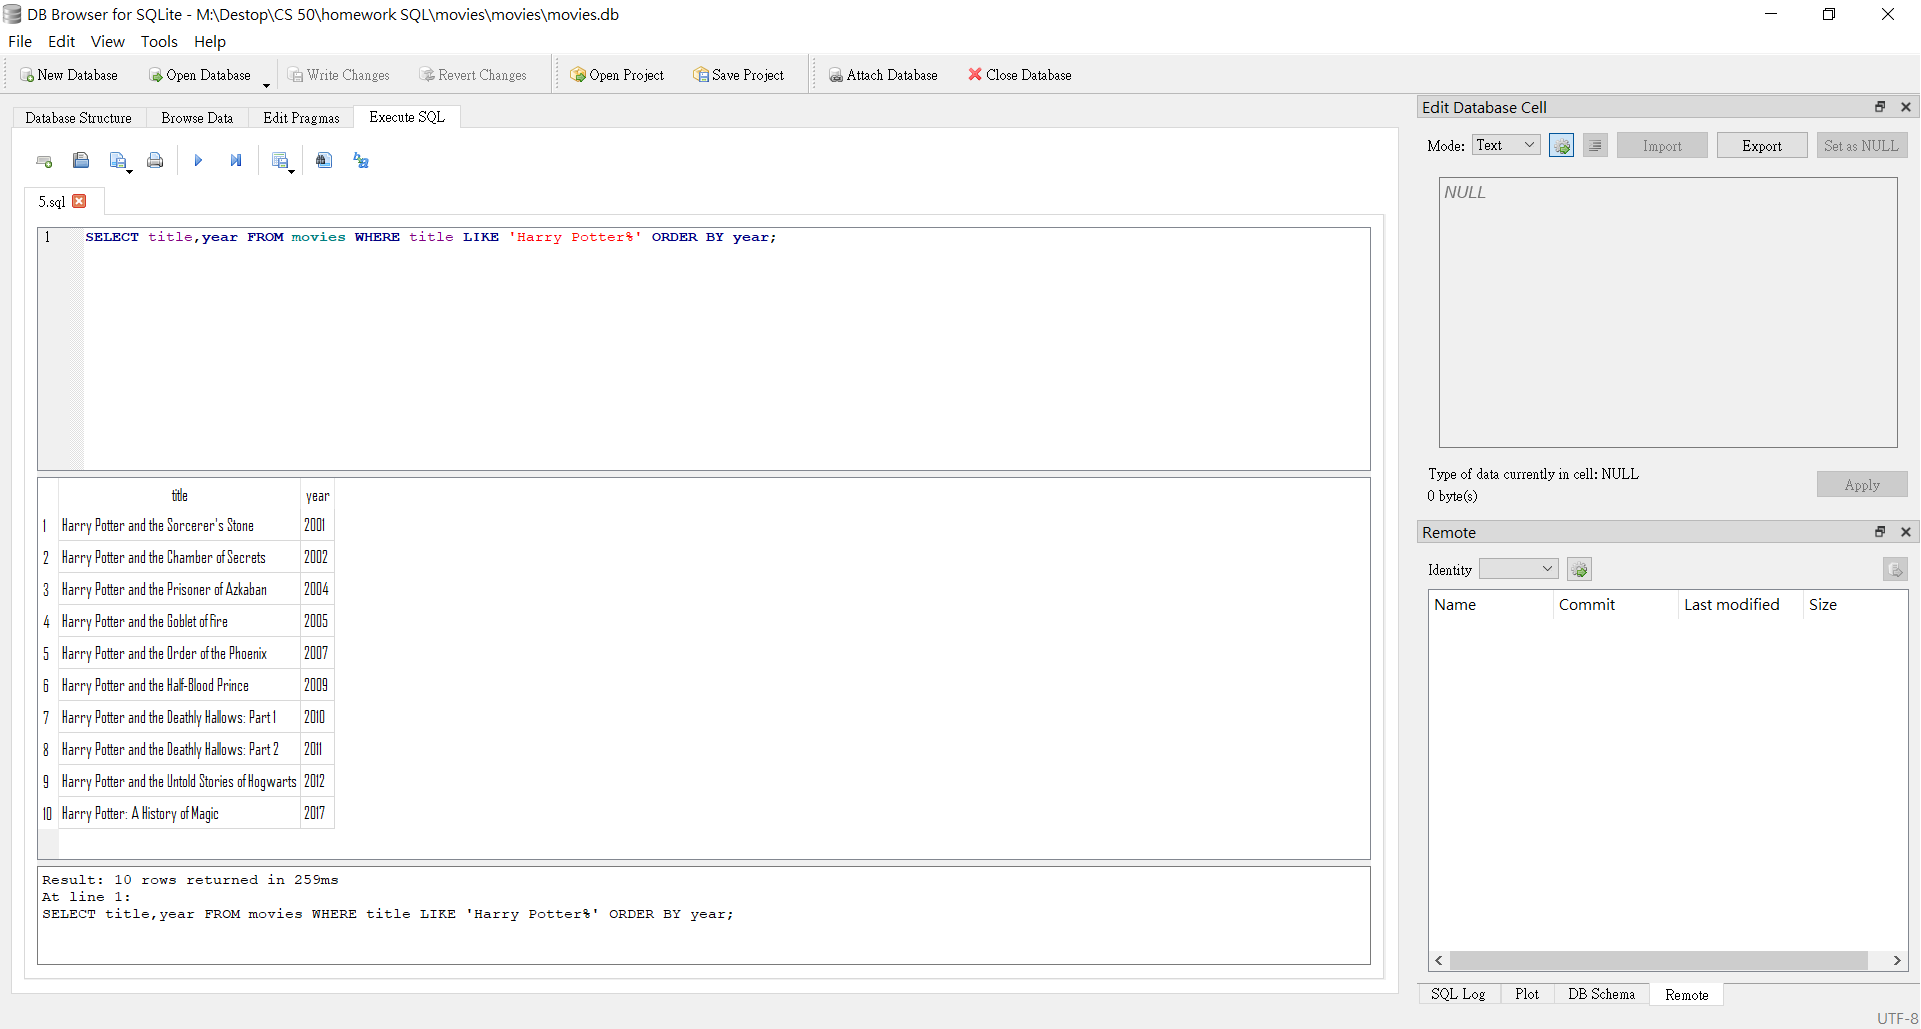 DB Browser for SQLite - M:\Destop\CS 50\homework SQL\movies\movies\movies.db
File Edit View Tools Help
New Database Open Database Write Changes Revert Changes Open Project Save Project Attach Database Close Database
Database Structure Browse Data Edit Pragmas Execute SQL
5.sql
1 SELECT title,year FROM movies WHERE title LIKE 'Harry Potter%' ORDER BY year;
title year
1 Harry Potter and the Sorcerer's Stone 2001
2 Harry Potter and the Chamber of Secrets 2002
3 Harry Potter and the Prisoner of Azkaban 2004
4 Harry Potter and the Goblet of Fire 2005
5 Harry Potter and the Order of the Phoenix 2007
6 Harry Potter and the Half-Blood Prince 2009
7 Harry Potter and the Deathly Hallows: Part 1 2010
8 Harry Potter and the Deathly Hallows: Part 2 2011
9 Harry Potter and the Untold Stories of Hogwarts 2012
10 Harry Potter: A History of Magic 2017
Result: 10 rows returned in 259ms
At line 1:
SELECT title,year FROM movies WHERE title LIKE 'Harry Potter%' ORDER BY year;
Edit Database Cell
Mode: Text Import Export Set as NULL
NULL
Type of data currently in cell: NULL
0 byte(s)
Apply
Remote
Identity
Name Commit Last modified Size
SQL Log Plot DB Schema Remote
UTF-8